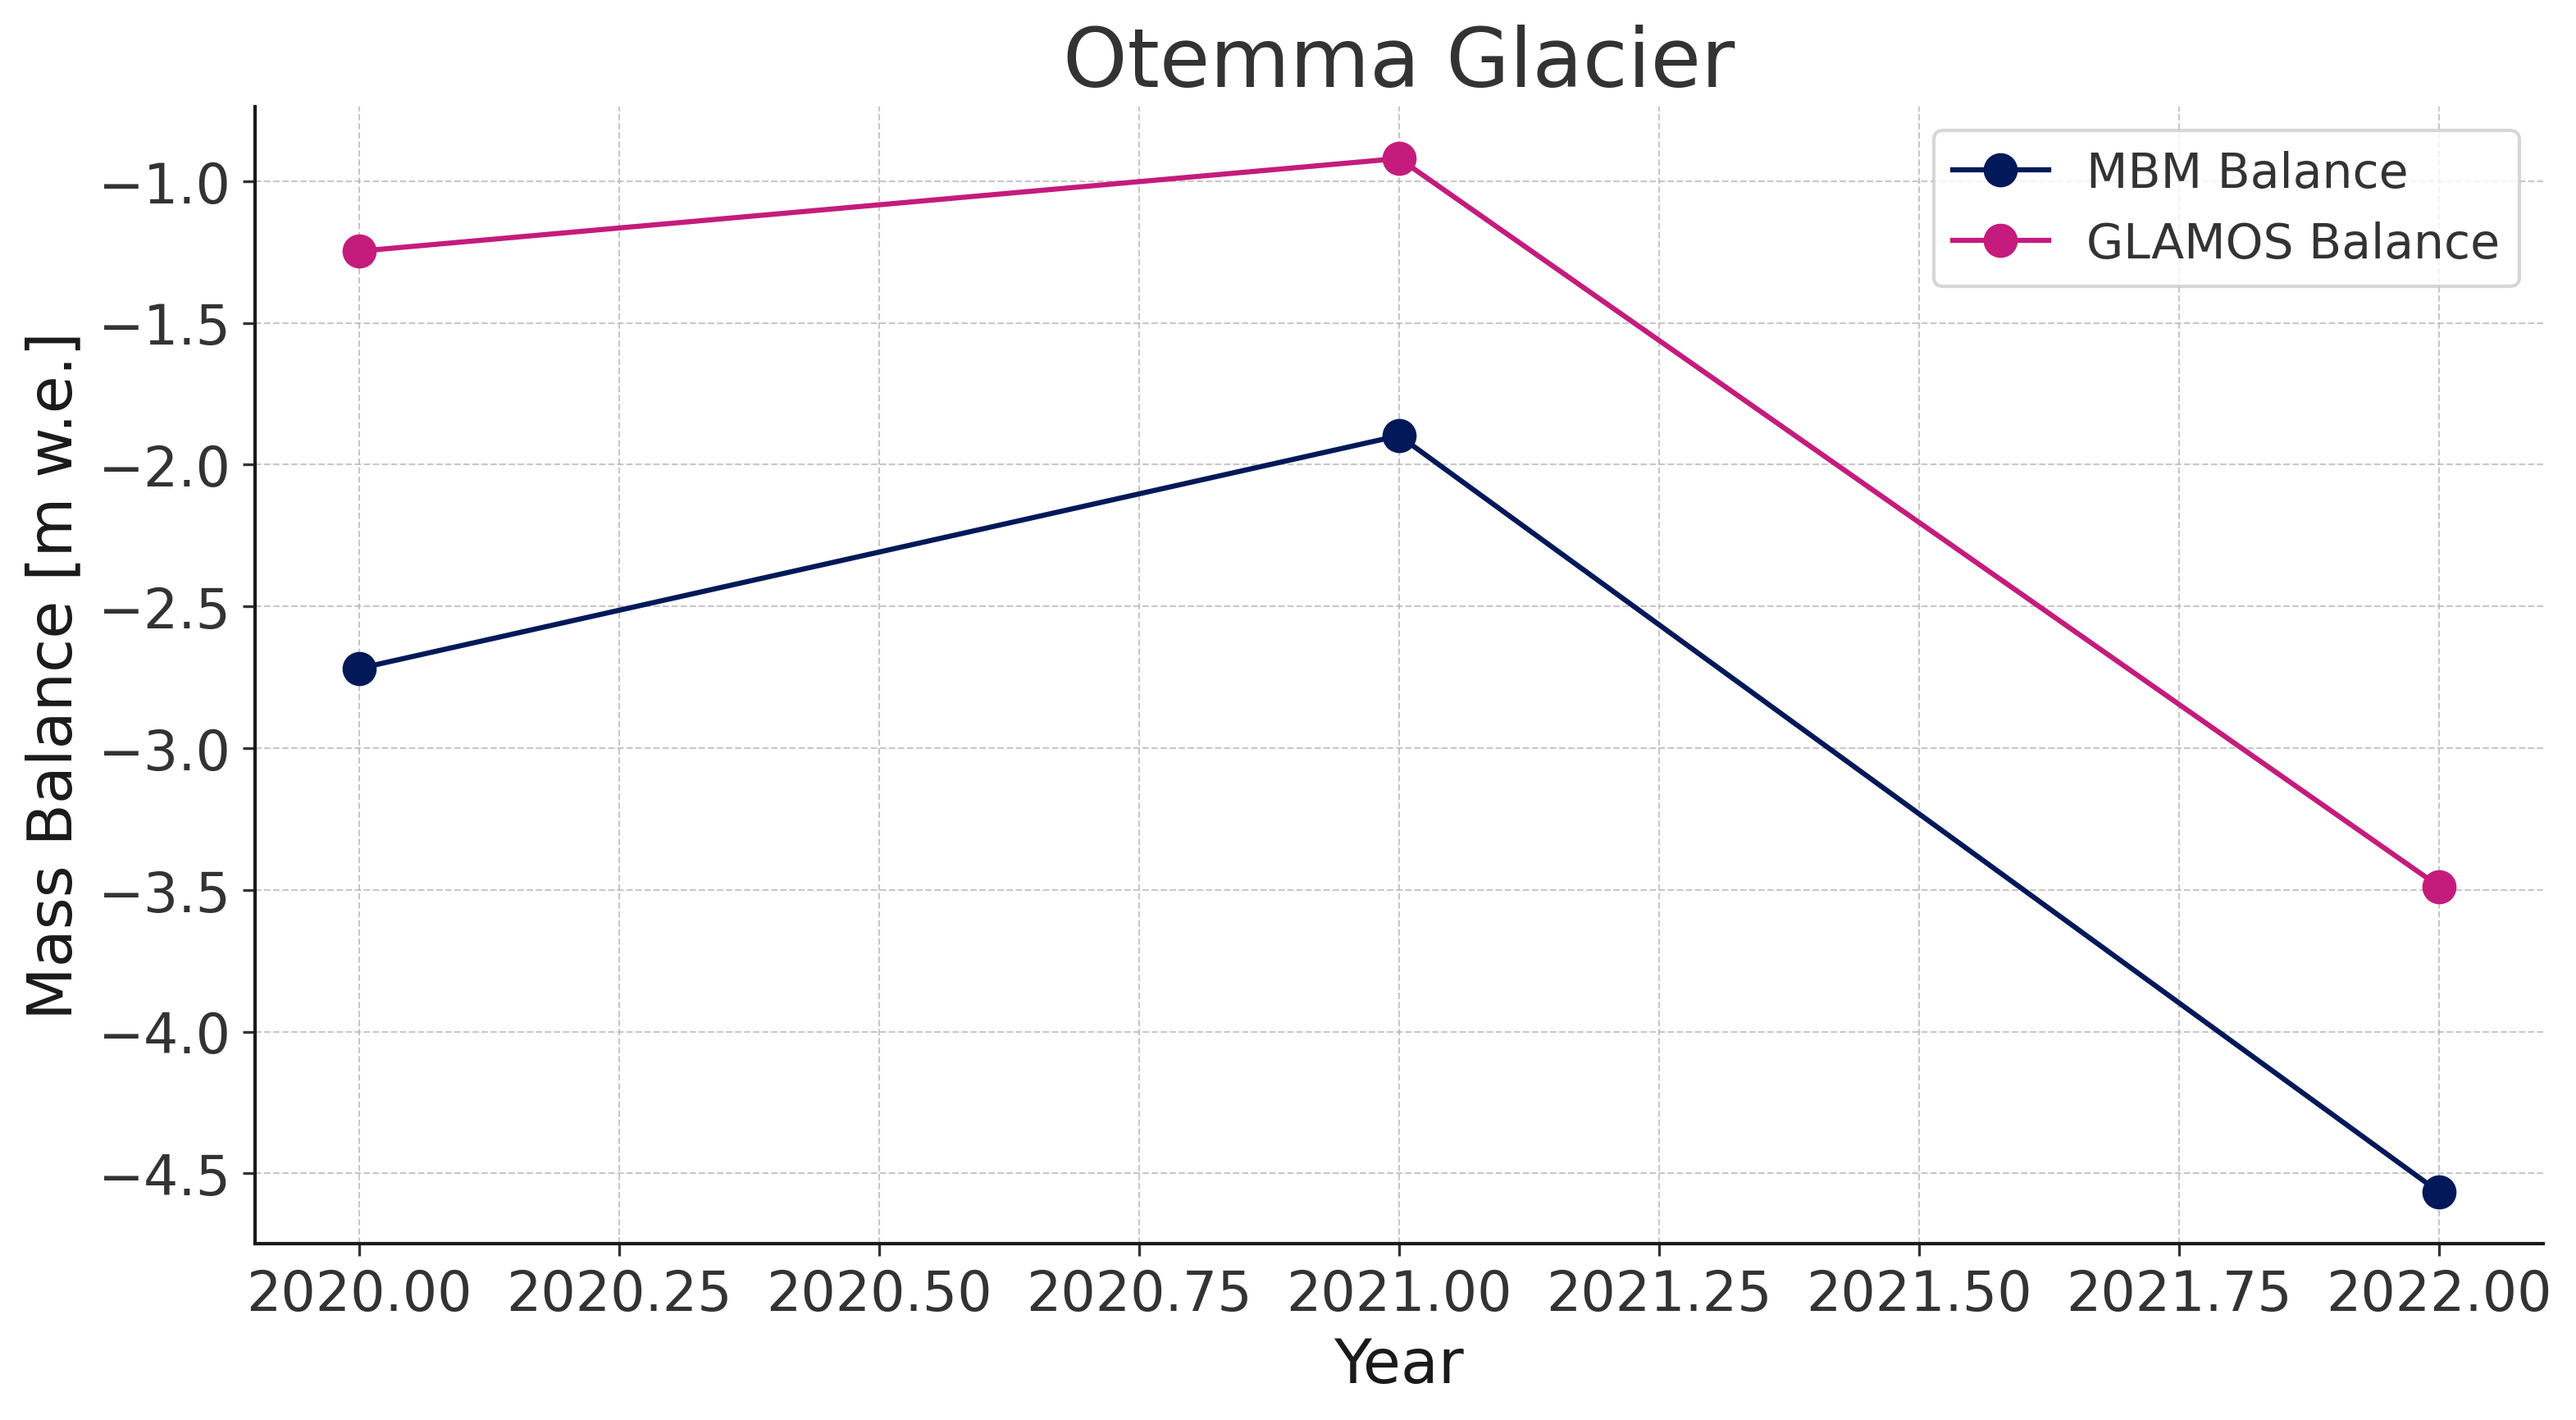 Otemma Glacier
MBM Balance
GLAMOS Balance
Mass Balance [m w.e.]
−1.0
−1.5
−2.0
−2.5
−3.0
−3.5
−4.0
−4.5
2020.00 2020.25 2020.50 2020.75 2021.00 2021.25 2021.50 2021.75 2022.00
Year